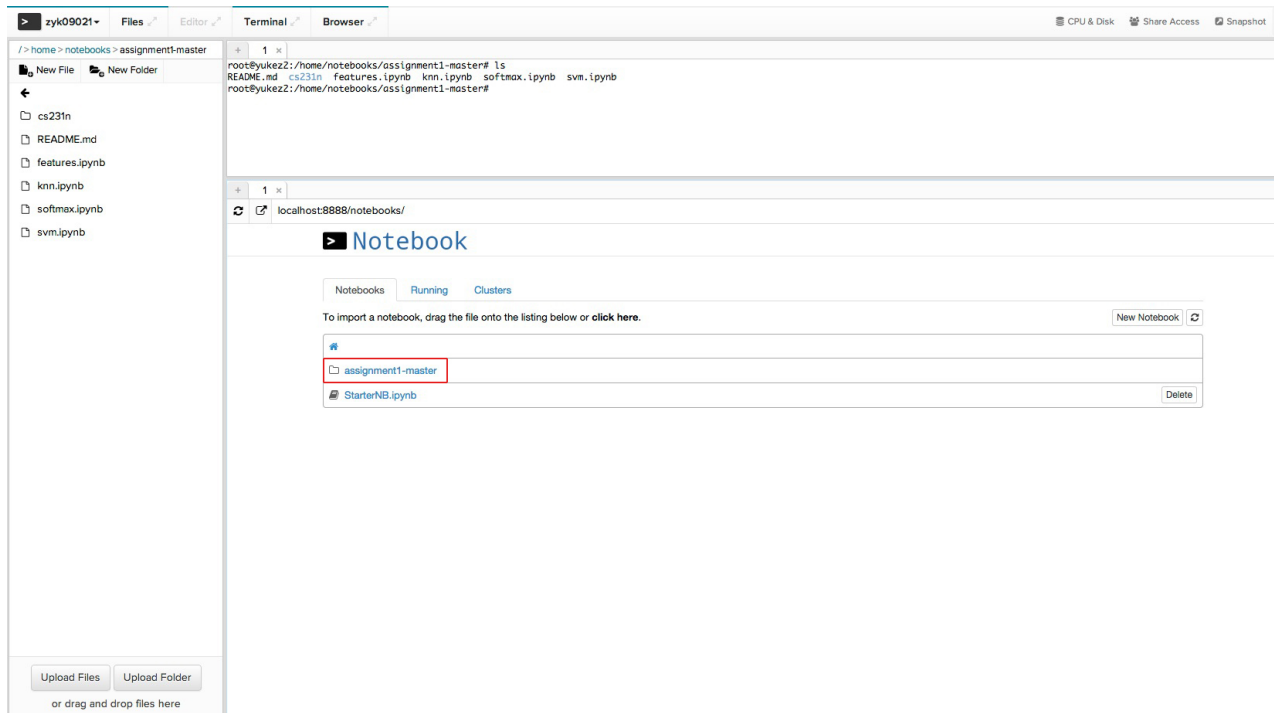 zyk09021 Files Editor Terminal Browser CPU & Disk Share Access Snapshot
/ > home > notebooks > assignment1-master
New File New Folder
cs231n
README.md
features.ipynb
knn.ipynb
softmax.ipynb
svm.ipynb
Upload Files Upload Folder
or drag and drop files here
+ 1 ×
root@yukez2:/home/notebooks/assignment1-master# ls
README.md cs231n features.ipynb knn.ipynb softmax.ipynb svm.ipynb
root@yukez2:/home/notebooks/assignment1-master#
+ 1 ×
localhost:8888/notebooks/
Notebook
Notebooks Running Clusters
To import a notebook, drag the file onto the listing below or click here. New Notebook
assignment1-master
StarterNB.ipynb Delete